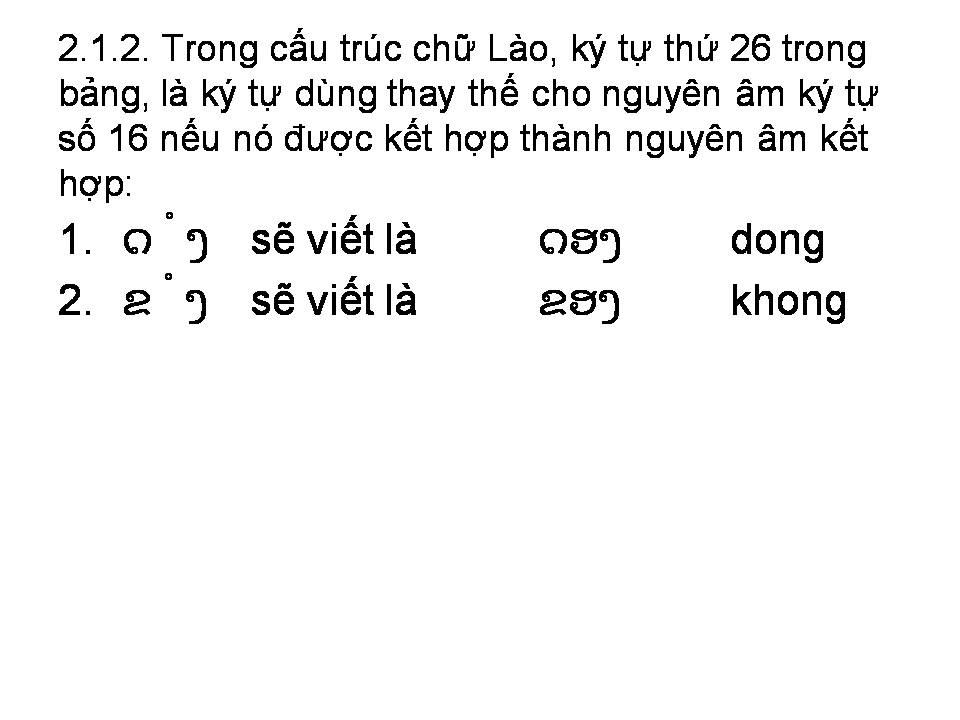 2.1.2. Trong cấu trúc chữ Lào, ký tự thứ 26 trong
bảng, là ký tự dùng thay thế cho nguyên âm ký tự
số 16 nếu nó được kết hợp thành nguyên âm kết
hợp:
1. ດ ໍ ງ sẽ viết là ດອງ dong
2. ຂ ໍ ງ sẽ viết là ຂອງ khong